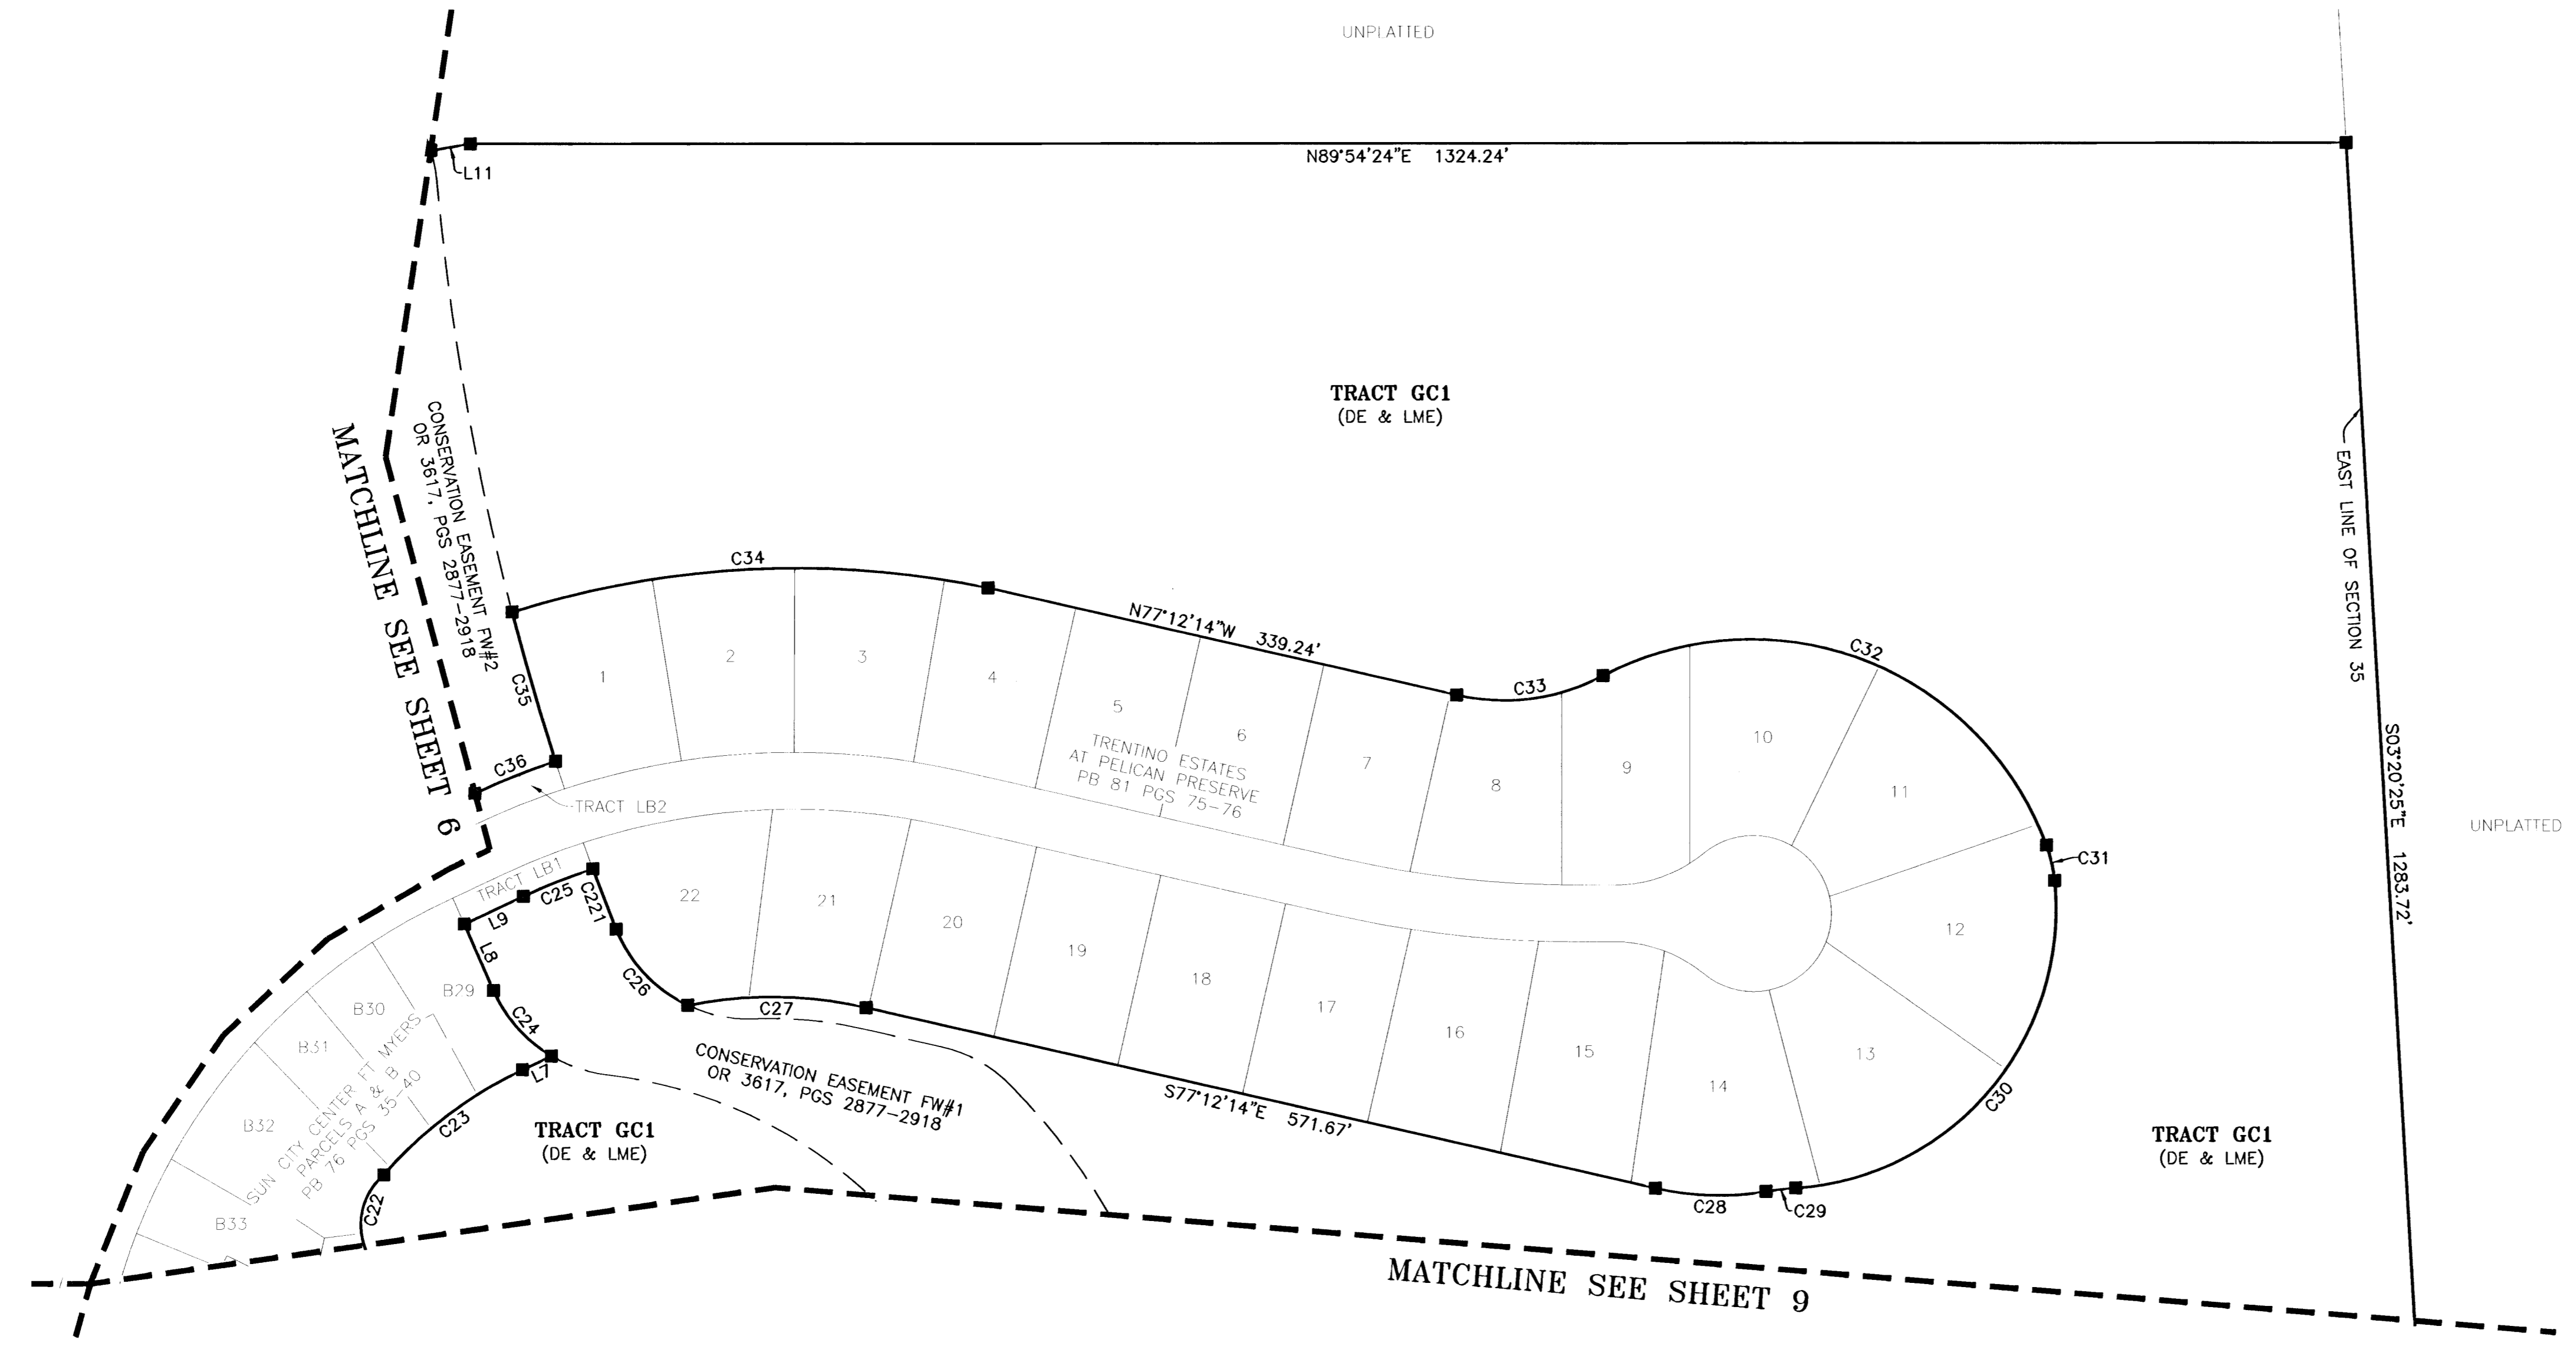 UNPLATTED
L11
N89°54'24"E 1324.24'
TRACT GC1
(DE & LME)
EAST LINE OF SECTION 35
S03°20'25"E 1283.72'
UNPLATTED
MATCHLINE SEE SHEET 6
CONSERVATION EASEMENT FW#2
OR 3617, PGS 2877-2918
C34
N77°12'14"W 339.24'
C33
C32
C35
C36
1
2
3
4
5
6
7
8
9
10
11
C31
TRENTINO ESTATES
AT PELICAN PRESERVE
PB 81 PGS 75-76
TRACT LB2
TRACT LB1
L9
C25
C221
L8
C26
22
21
20
19
18
17
16
15
14
13
12
C30
C27
C24
L7
B29
B30
B31
B32
B33
SUN CITY CENTER FT MYERS
PARCELS A & B
PB 76 PGS 35-40
C23
C22
CONSERVATION EASEMENT FW#1
OR 3617, PGS 2877-2918
S77°12'14"E 571.67'
TRACT GC1
(DE & LME)
C28
C29
TRACT GC1
(DE & LME)
MATCHLINE SEE SHEET 9